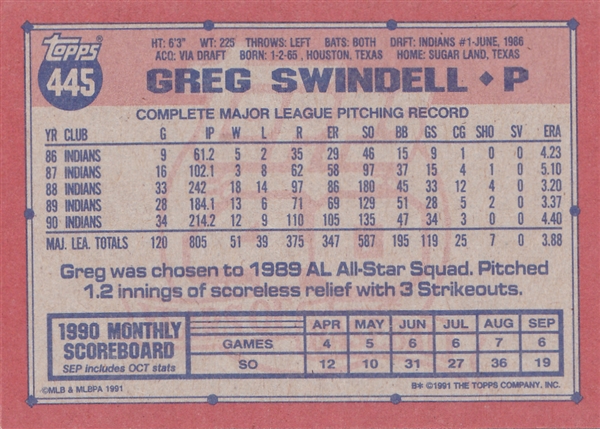 topps®
445
HT: 6'3" WT: 225 THROWS: LEFT BATS: BOTH DRFT: INDIANS #1-JUNE, 1986
ACQ: VIA DRAFT BORN: 1-2-65, HOUSTON, TEXAS HOME: SUGAR LAND, TEXAS
GREG SWINDELL ♦ P
COMPLETE MAJOR LEAGUE PITCHING RECORD
YR CLUB G IP W L R ER SO BB GS CG SHO SV ERA
86 INDIANS 9 61.2 5 2 35 29 46 15 9 1 0 0 4.23
87 INDIANS 16 102.1 3 8 62 58 97 37 15 4 1 0 5.10
88 INDIANS 33 242 18 14 97 86 180 45 33 12 4 0 3.20
89 INDIANS 28 184.1 13 6 71 69 129 51 28 5 2 0 3.37
90 INDIANS 34 214.2 12 9 110 105 135 47 34 3 0 0 4.40
MAJ. LEA. TOTALS 120 805 51 39 375 347 587 195 119 25 7 0 3.88
Greg was chosen to 1989 AL All-Star Squad. Pitched
1.2 innings of scoreless relief with 3 Strikeouts.
1990 MONTHLY
SCOREBOARD
SEP includes OCT stats
APR MAY JUN JUL AUG SEP
GAMES 4 5 6 6 7 6
SO 12 10 31 27 36 19
©MLB & MLBPA 1991
B* ©1991 THE TOPPS COMPANY, INC.